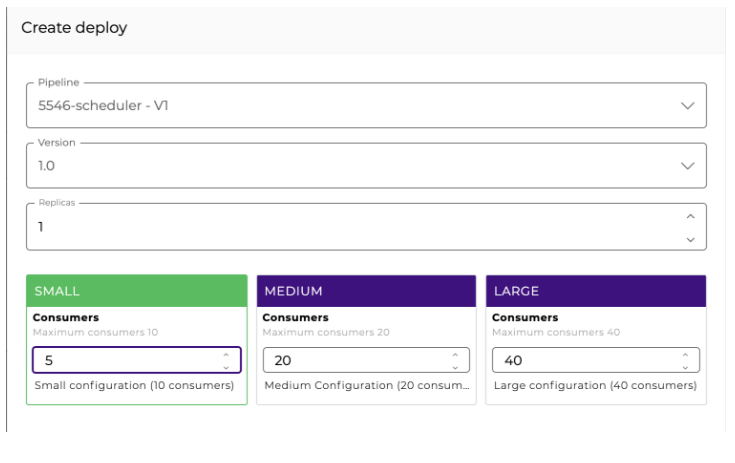 Create deploy
Pipeline
5546-scheduler - V1
Version
1.0
Replicas
1
SMALL
Consumers
Maximum consumers 10
5
Small configuration (10 consumers)
MEDIUM
Consumers
Maximum consumers 20
20
Medium Configuration (20 consum...
LARGE
Consumers
Maximum consumers 40
40
Large configuration (40 consumers)